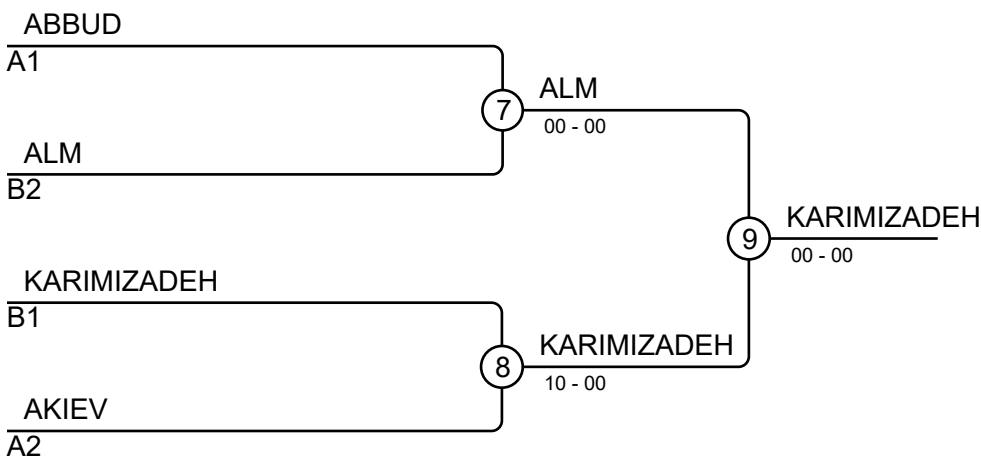 ABBUD
A1
7
ALM
00 - 00
ALM
B2
9
KARIMIZADEH
00 - 00
KARIMIZADEH
B1
8
KARIMIZADEH
10 - 00
AKIEV
A2